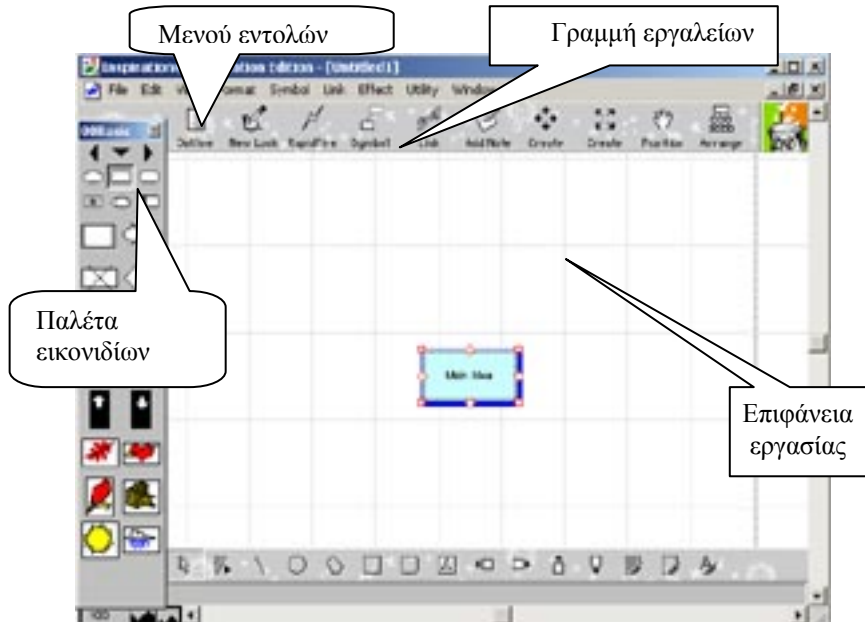 Μενού εντολών
Γραμμή εργαλείων
[Untitled1]
File Edit Format Symbol Link Effect Utility
Outline New Look RapidFire Symbol Link Add Note Create Create Position Arrange
Παλέτα
εικονιδίων
Main Idea
Επιφάνεια
εργασίας